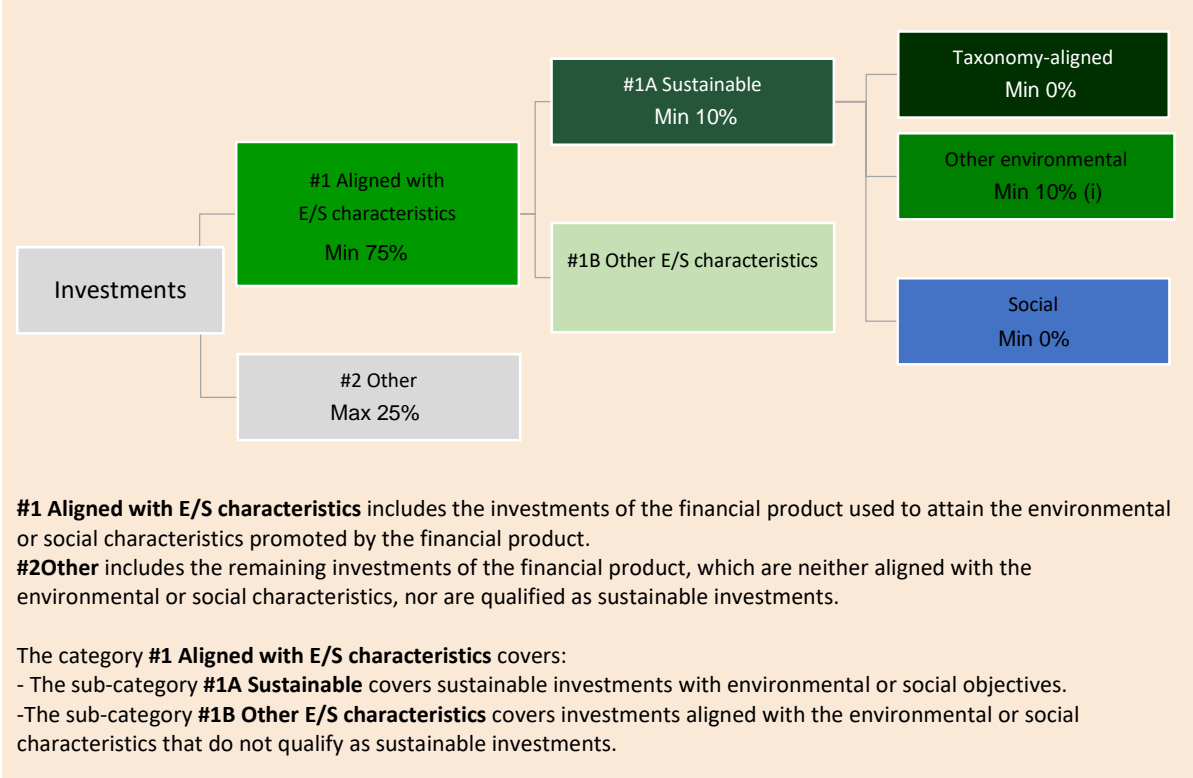 Investments
#1 Aligned with
E/S characteristics
Min 75%
#2 Other
Max 25%
#1A Sustainable
Min 10%
#1B Other E/S characteristics
Taxonomy-aligned
Min 0%
Other environmental
Min 10% (i)
Social
Min 0%
#1 Aligned with E/S characteristics includes the investments of the financial product used to attain the environmental
or social characteristics promoted by the financial product.
#2Other includes the remaining investments of the financial product, which are neither aligned with the
environmental or social characteristics, nor are qualified as sustainable investments.
The category #1 Aligned with E/S characteristics covers:
- The sub-category #1A Sustainable covers sustainable investments with environmental or social objectives.
-The sub-category #1B Other E/S characteristics covers investments aligned with the environmental or social
characteristics that do not qualify as sustainable investments.